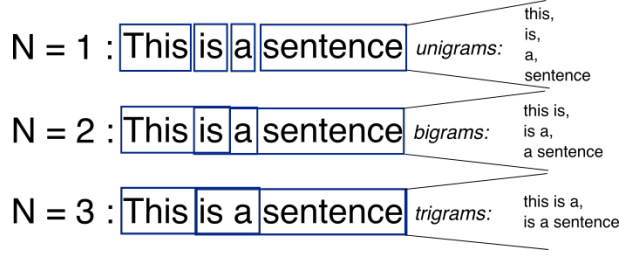 N = 1 : This is a sentence unigrams:
this,
is,
a,
sentence
N = 2 : This is a sentence bigrams:
this is,
is a,
a sentence
N = 3 : This is a sentence trigrams:
this is a,
is a sentence